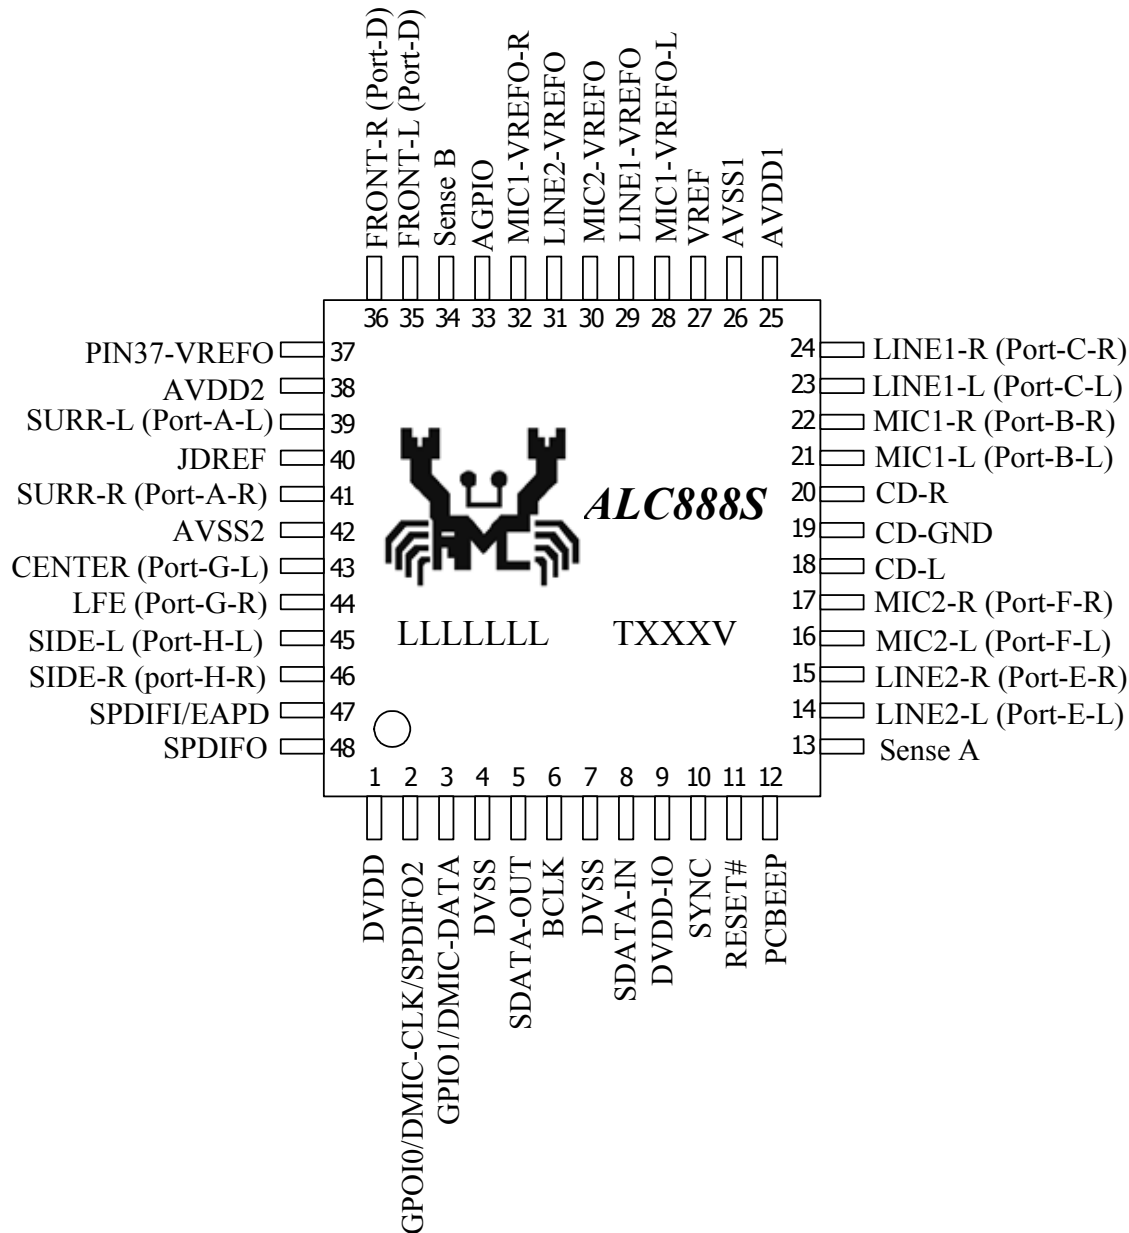 FRONT-R (Port-D)
FRONT-L (Port-D)
Sense B
AGPIO
MIC1-VREFO-R
LINE2-VREFO
MIC2-VREFO
LINE1-VREFO
MIC1-VREFO-L
VREF
AVSS1
AVDD1
36 35 34 33 32 31 30 29 28 27 26 25
PIN37-VREFO 37
AVDD2 38
SURR-L (Port-A-L) 39
JDREF 40
SURR-R (Port-A-R) 41
AVSS2 42
CENTER (Port-G-L) 43
LFE (Port-G-R) 44
SIDE-L (Port-H-L) 45
SIDE-R (port-H-R) 46
SPDIFI/EAPD 47
SPDIFO 48
ALC888S
LLLLLLL TXXXV
24 LINE1-R (Port-C-R)
23 LINE1-L (Port-C-L)
22 MIC1-R (Port-B-R)
21 MIC1-L (Port-B-L)
20 CD-R
19 CD-GND
18 CD-L
17 MIC2-R (Port-F-R)
16 MIC2-L (Port-F-L)
15 LINE2-R (Port-E-R)
14 LINE2-L (Port-E-L)
13 Sense A
1 2 3 4 5 6 7 8 9 10 11 12
DVDD
GPOI0/DMIC-CLK/SPDIFO2
GPIO1/DMIC-DATA
DVSS
SDATA-OUT
BCLK
DVSS
SDATA-IN
DVDD-IO
SYNC
RESET#
PCBEEP